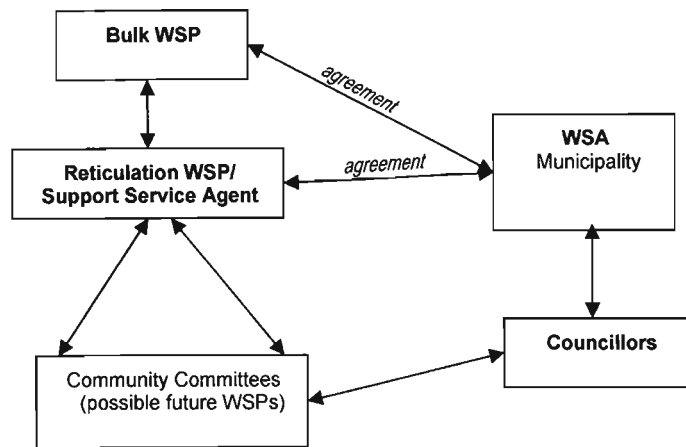 Bulk WSP
agreement
WSA
Municipality
agreement
Reticulation WSP/
Support Service Agent
Councillors
Community Committees
(possible future WSPs)